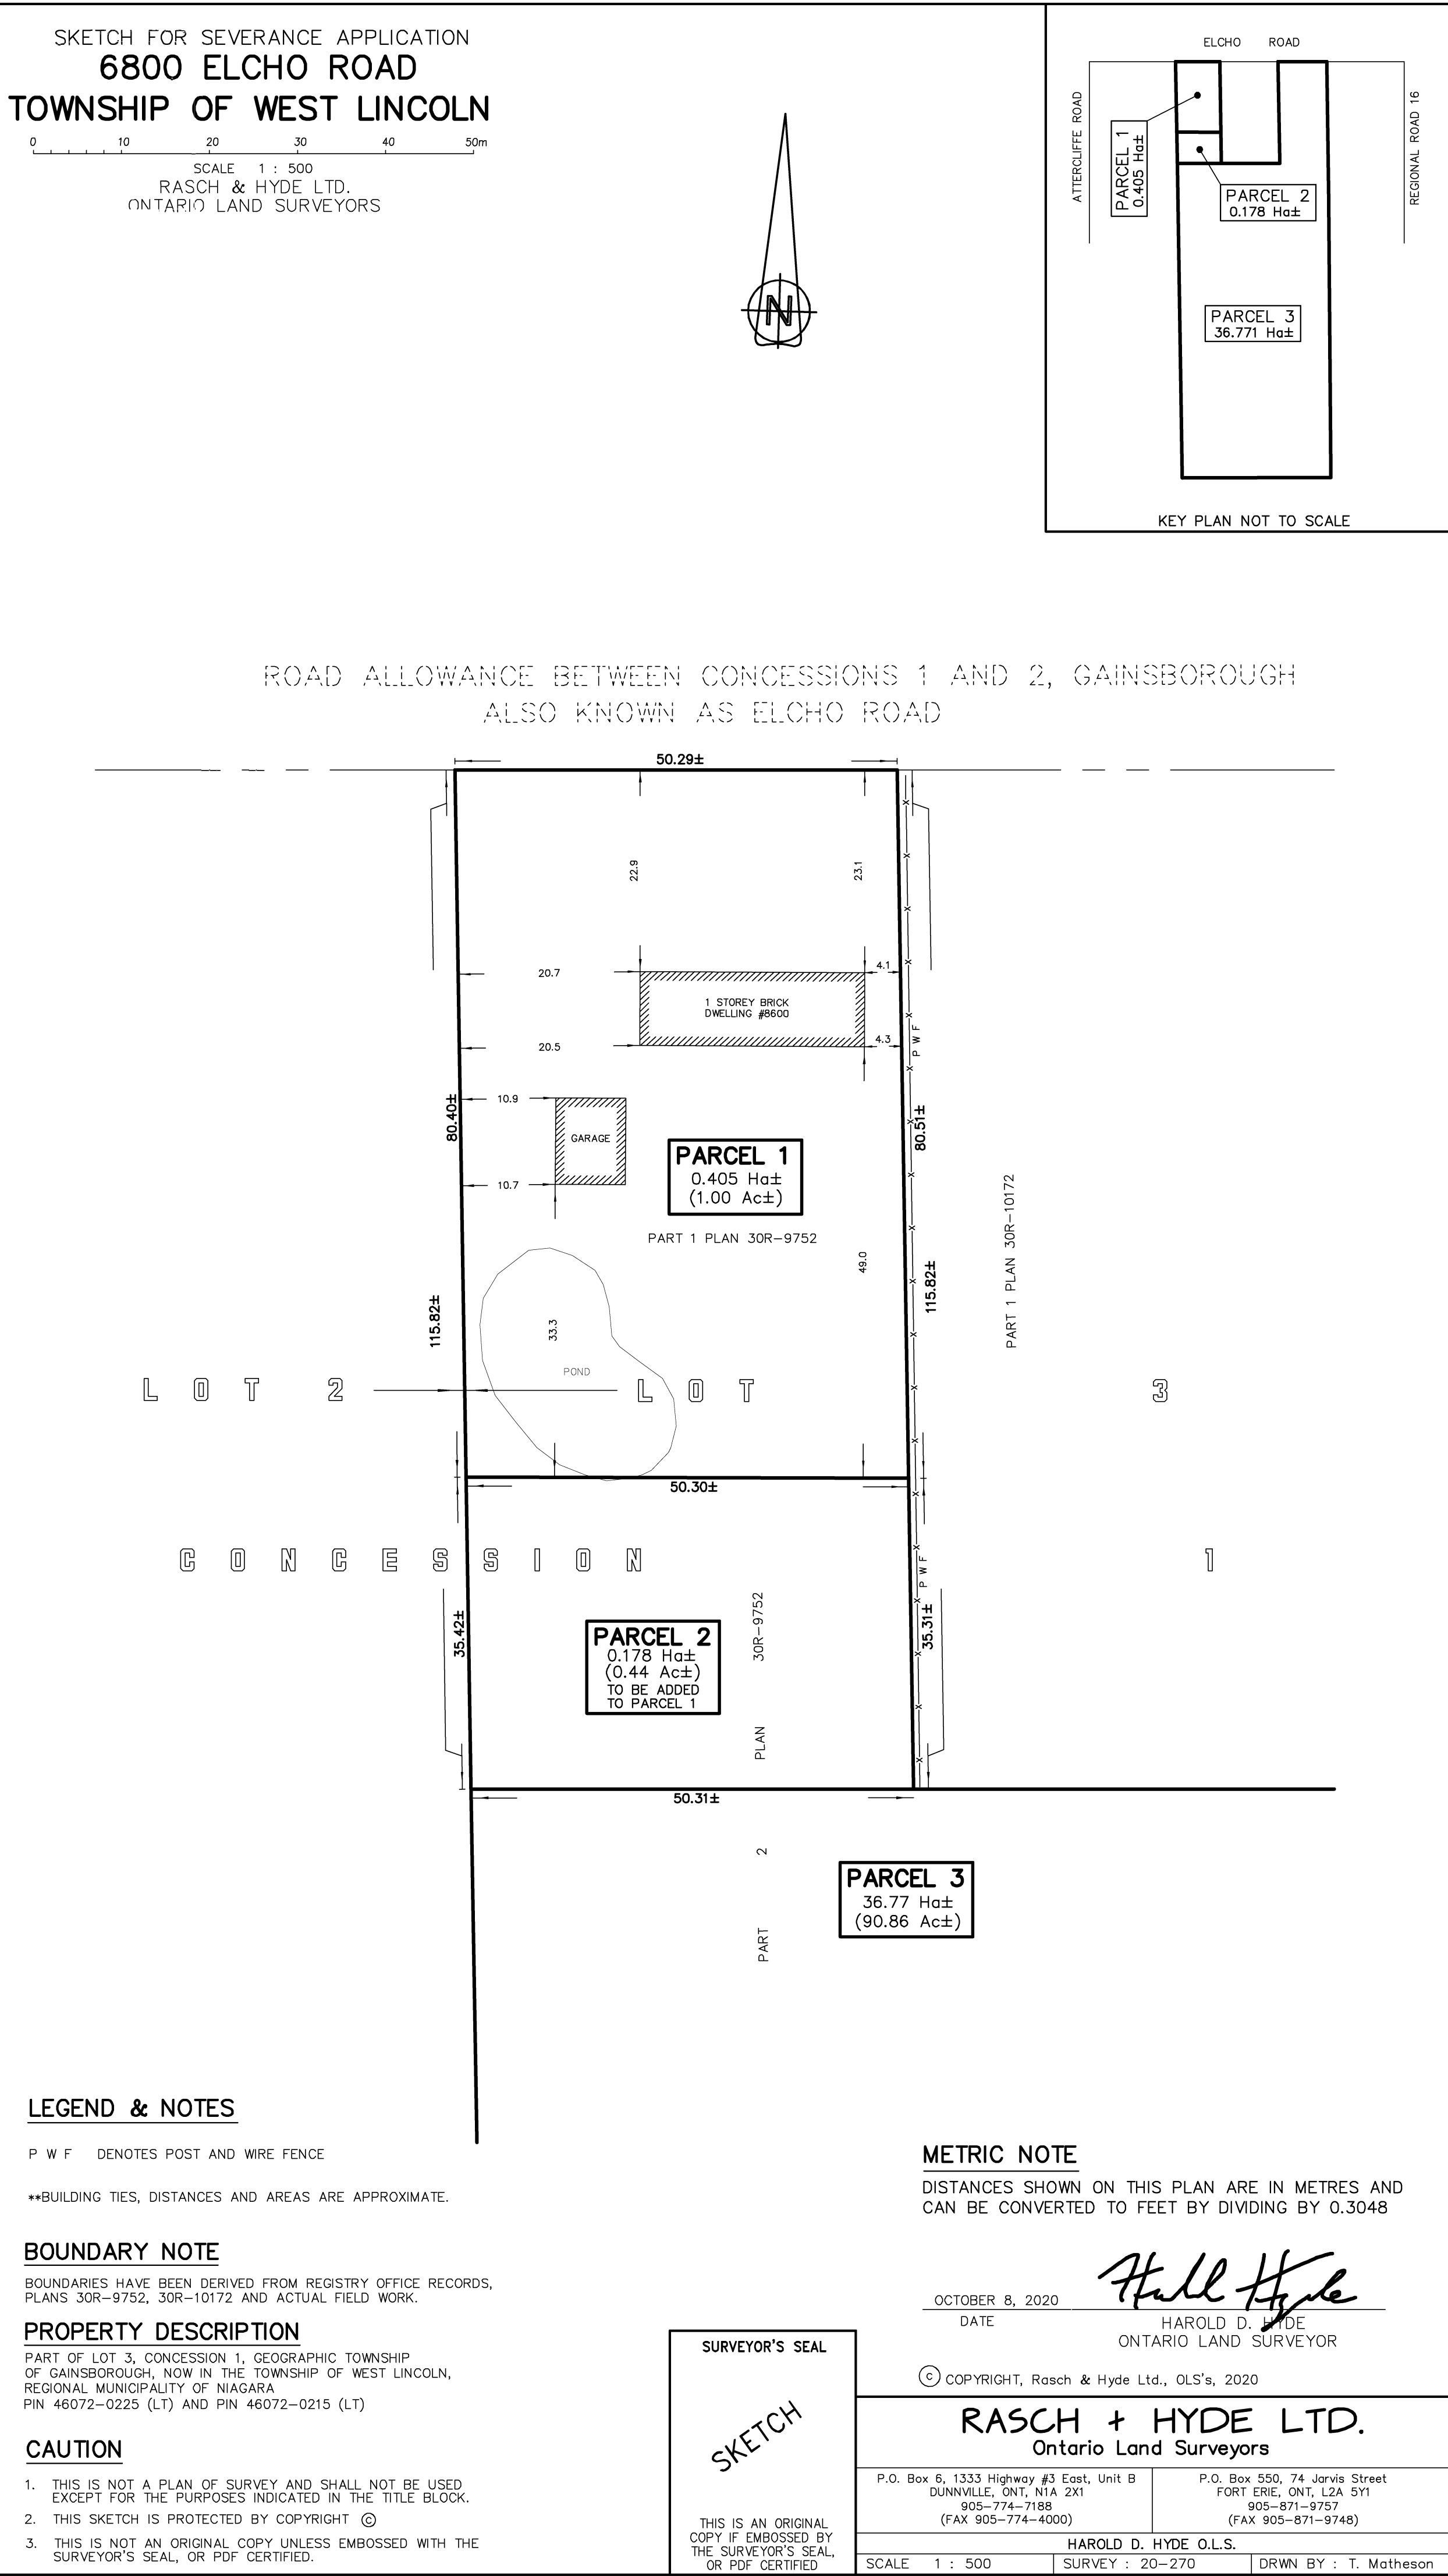 SKETCH FOR SEVERANCE APPLICATION
6800 ELCHO ROAD
TOWNSHIP OF WEST LINCOLN
0 10 20 30 40 50m
SCALE 1 : 500
RASCH & HYDE LTD.
ONTARIO LAND SURVEYORS
N
ELCHO ROAD
ATTERCLIFFE ROAD
REGIONAL ROAD 16
PARCEL 1
0.405 Ha±
PARCEL 2
0.178 Ha±
PARCEL 3
36.771 Ha±
KEY PLAN NOT TO SCALE
ROAD ALLOWANCE BETWEEN CONCESSIONS 1 AND 2, GAINSBOROUGH
ALSO KNOWN AS ELCHO ROAD
50.29±
22.9
23.1
20.7
4.1
1 STOREY BRICK
DWELLING #8600
20.5
4.3
P W F
10.9
80.40±
80.51±
GARAGE
10.7
PARCEL 1
0.405 Ha±
(1.00 Ac±)
PART 1 PLAN 30R-9752
PART 1 PLAN 30R-10172
49.0
115.82±
115.82±
33.3
POND
LOT 2
LOT 3
50.30±
CONCESSION 1
P W F
35.42±
35.31±
PARCEL 2
0.178 Ha±
(0.44 Ac±)
TO BE ADDED
TO PARCEL 1
PART 2 PLAN 30R-9752
50.31±
PARCEL 3
36.77 Ha±
(90.86 Ac±)
LEGEND & NOTES
P W F DENOTES POST AND WIRE FENCE
**BUILDING TIES, DISTANCES AND AREAS ARE APPROXIMATE.
BOUNDARY NOTE
BOUNDARIES HAVE BEEN DERIVED FROM REGISTRY OFFICE RECORDS,
PLANS 30R-9752, 30R-10172 AND ACTUAL FIELD WORK.
PROPERTY DESCRIPTION
PART OF LOT 3, CONCESSION 1, GEOGRAPHIC TOWNSHIP
OF GAINSBOROUGH, NOW IN THE TOWNSHIP OF WEST LINCOLN,
REGIONAL MUNICIPALITY OF NIAGARA
PIN 46072-0225 (LT) AND PIN 46072-0215 (LT)
CAUTION
1. THIS IS NOT A PLAN OF SURVEY AND SHALL NOT BE USED
EXCEPT FOR THE PURPOSES INDICATED IN THE TITLE BLOCK.
2. THIS SKETCH IS PROTECTED BY COPYRIGHT ©
3. THIS IS NOT AN ORIGINAL COPY UNLESS EMBOSSED WITH THE
SURVEYOR'S SEAL, OR PDF CERTIFIED.
METRIC NOTE
DISTANCES SHOWN ON THIS PLAN ARE IN METRES AND
CAN BE CONVERTED TO FEET BY DIVIDING BY 0.3048
Harold Hyde
OCTOBER 8, 2020
DATE
HAROLD D. HYDE
ONTARIO LAND SURVEYOR
© COPYRIGHT, Rasch & Hyde Ltd., OLS's, 2020
SURVEYOR'S SEAL
SKETCH
THIS IS AN ORIGINAL
COPY IF EMBOSSED BY
THE SURVEYOR'S SEAL,
OR PDF CERTIFIED
RASCH + HYDE LTD.
Ontario Land Surveyors
P.O. Box 6, 1333 Highway #3 East, Unit B
DUNNVILLE, ONT, N1A 2X1
905-774-7188
(FAX 905-774-4000)
P.O. Box 550, 74 Jarvis Street
FORT ERIE, ONT, L2A 5Y1
905-871-9757
(FAX 905-871-9748)
HAROLD D. HYDE O.L.S.
SCALE 1 : 500
SURVEY : 20-270
DRWN BY : T. Matheson